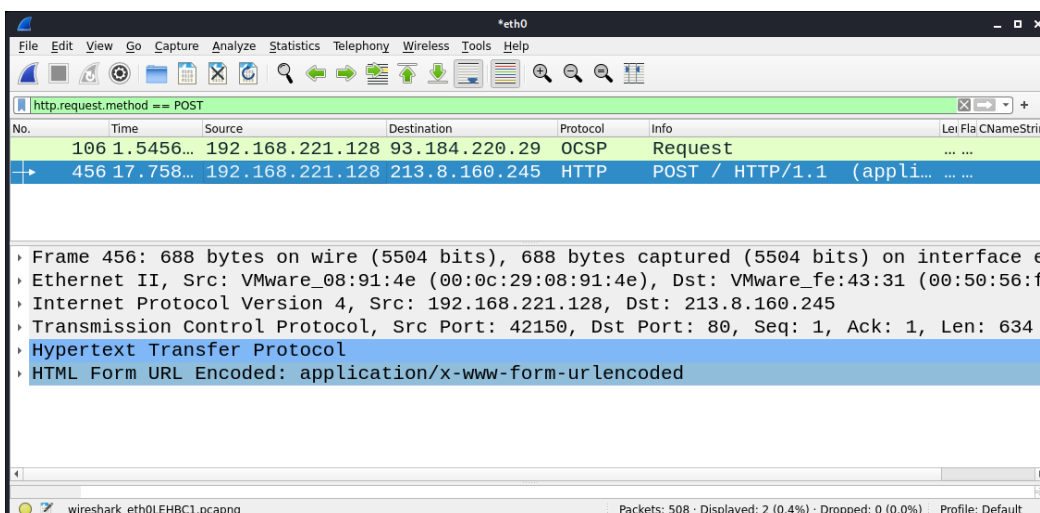 *eth0
File Edit View Go Capture Analyze Statistics Telephony Wireless Tools Help
http.request.method == POST
No. Time Source Destination Protocol Info Ler Fla CNameStri
106 1.5456… 192.168.221.128 93.184.220.29 OCSP Request … …
456 17.758… 192.168.221.128 213.8.160.245 HTTP POST / HTTP/1.1 (appli… … …
Frame 456: 688 bytes on wire (5504 bits), 688 bytes captured (5504 bits) on interface e
Ethernet II, Src: VMware_08:91:4e (00:0c:29:08:91:4e), Dst: VMware_fe:43:31 (00:50:56:f
Internet Protocol Version 4, Src: 192.168.221.128, Dst: 213.8.160.245
Transmission Control Protocol, Src Port: 42150, Dst Port: 80, Seq: 1, Ack: 1, Len: 634
Hypertext Transfer Protocol
HTML Form URL Encoded: application/x-www-form-urlencoded
wireshark_eth0LEHBC1.pcapng Packets: 508 · Displayed: 2 (0.4%) · Dropped: 0 (0.0%) Profile: Default